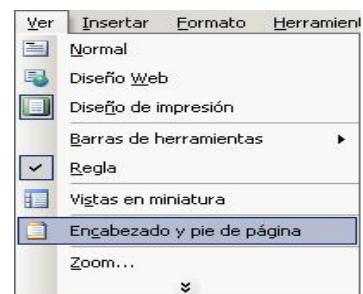 Ver Insertar Formato
Normal
Diseño Web
Diseño de impresión
Barras de herramientas
Regla
Vistas en miniatura
Encabezado y pie de página
Zoom...